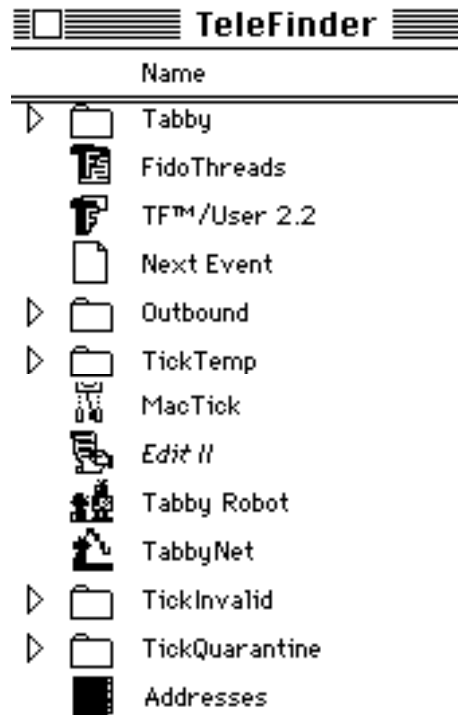 TeleFinder
Name
Tabby
FidoThreads
TF™/User 2.2
Next Event
Outbound
TickTemp
MacTick
Edit II
Tabby Robot
TabbyNet
TickInvalid
TickQuarantine
Addresses